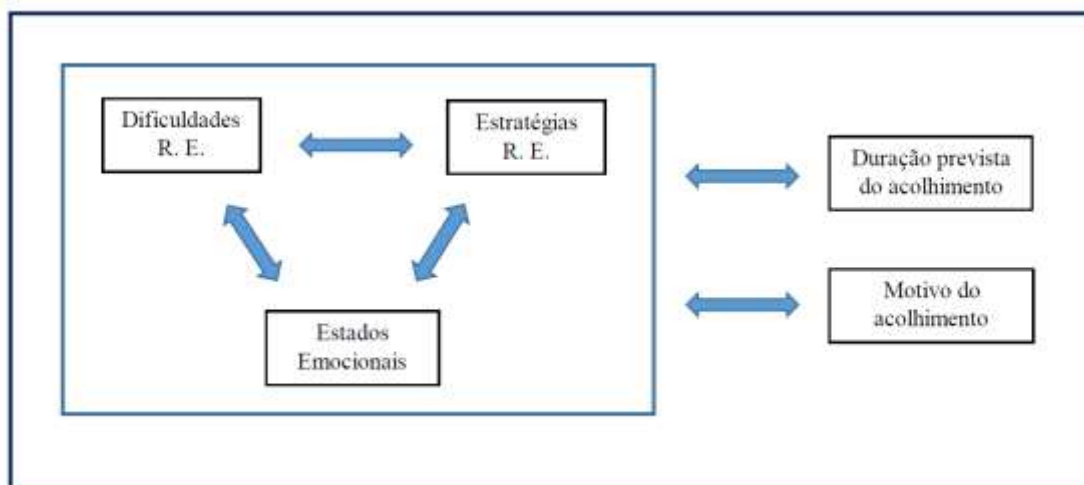 Dificuldades
R. E.
Estratégias
R. E.
Estados
Emocionais
Duração prevista
do acolhimento
Motivo do
acolhimento